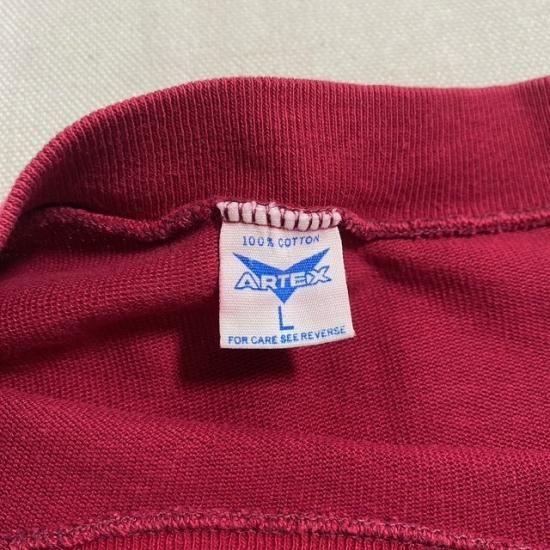 100% COTTON
ARTEX
L
FOR CARE SEE REVERSE